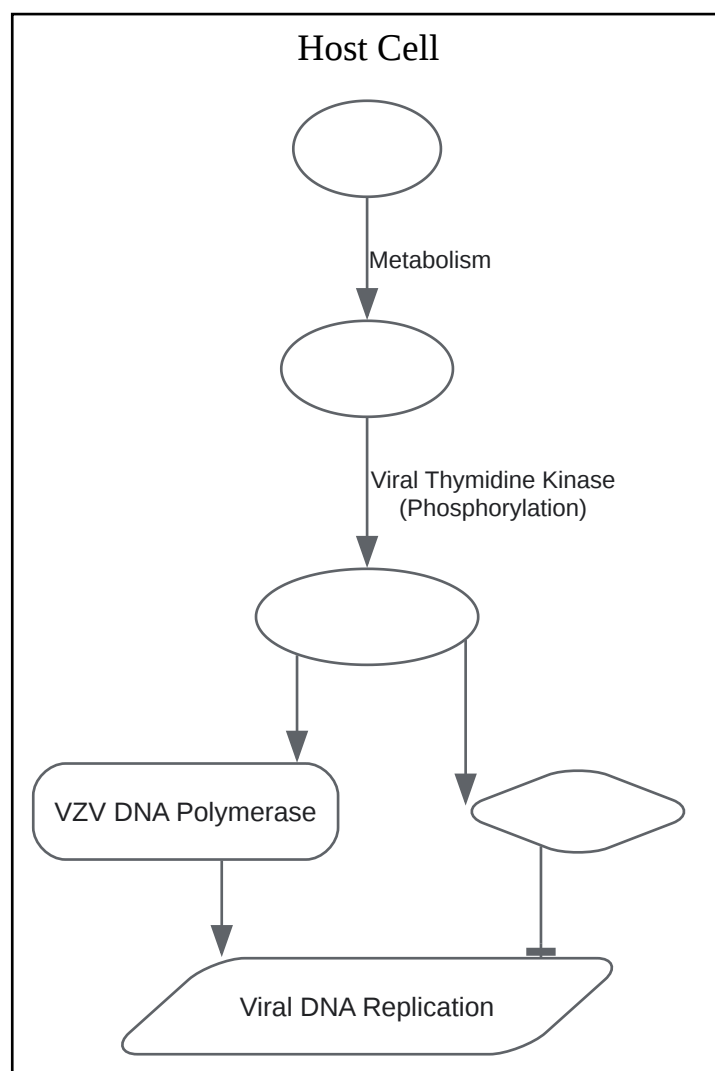 Host Cell
Metabolism
Viral Thymidine Kinase
(Phosphorylation)
VZV DNA Polymerase
Viral DNA Replication